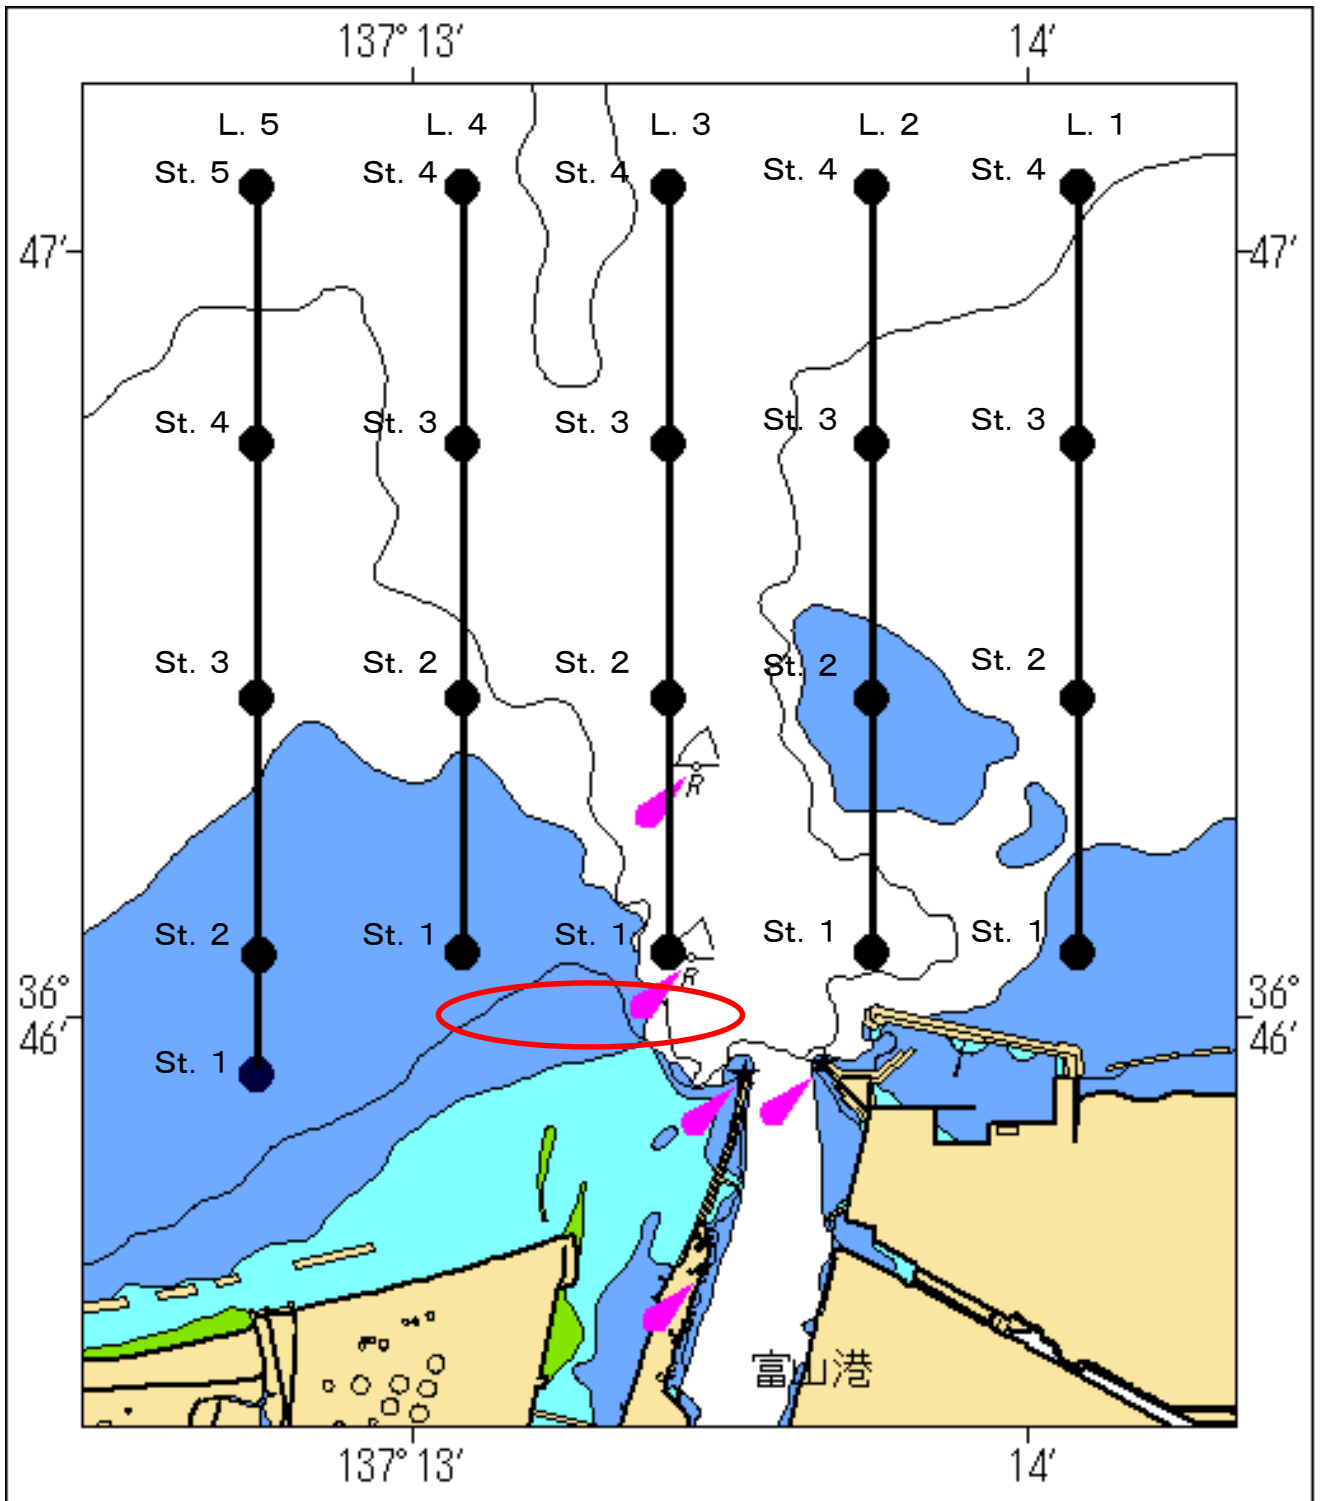 137° 13′ 14′
L. 5 L. 4 L. 3 L. 2 L. 1
St. 5 St. 4 St. 4 St. 4 St. 4
47′ 47′
St. 4 St. 3 St. 3 St. 3 St. 3
St. 3 St. 2 St. 2 St. 2 St. 2
R
St. 2 St. 1 St. 1 St. 1 St. 1
R
36° 36°
46′ 46′
St. 1
富山港
137° 13′ 14′